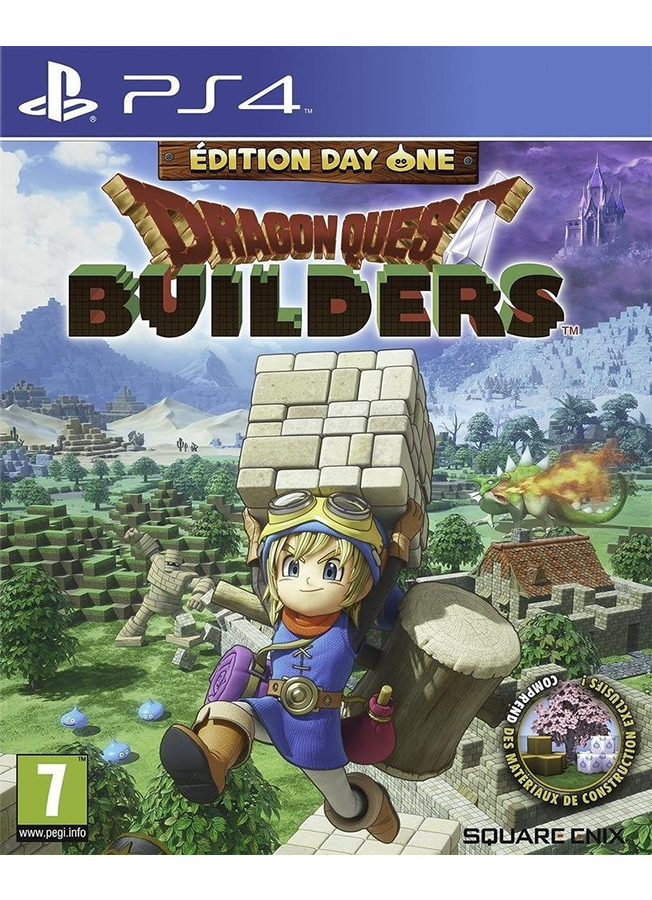 PS4
TM
®
ÉDITION DAY ONE
DRAGON QUEST
BUILDERS
TM
COMPREND DES MATÉRIAUX DE CONSTRUCTION EXCLUSIFS !
7
www.pegi.info
SQUARE ENIX